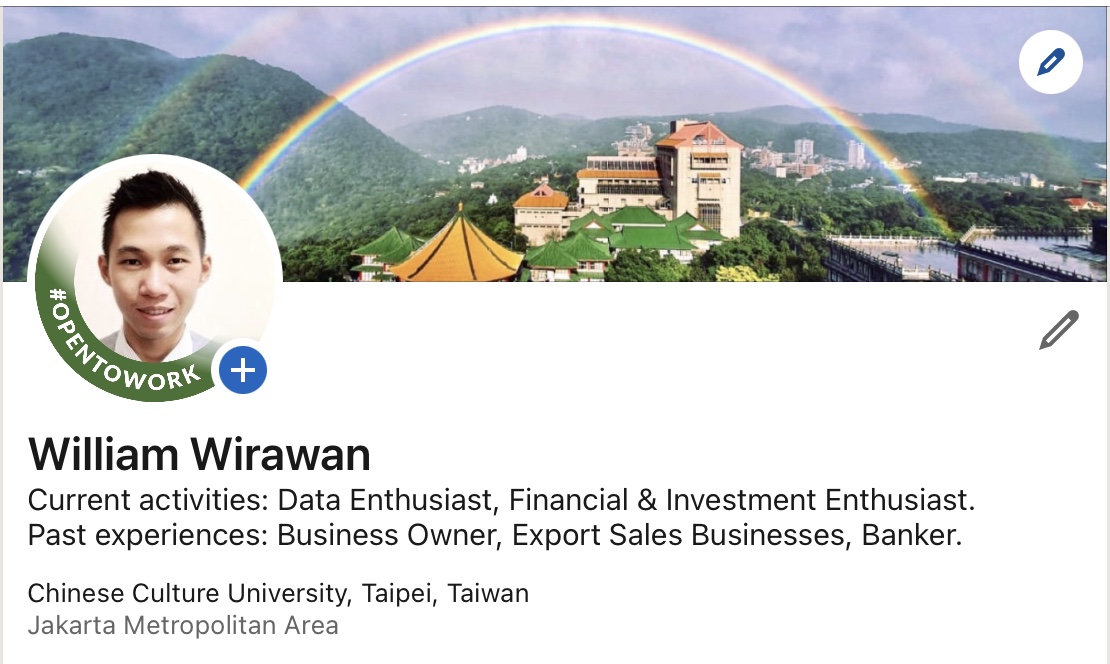 #OPENTOWORK
William Wirawan
Current activities: Data Enthusiast, Financial & Investment Enthusiast.
Past experiences: Business Owner, Export Sales Businesses, Banker.
Chinese Culture University, Taipei, Taiwan
Jakarta Metropolitan Area